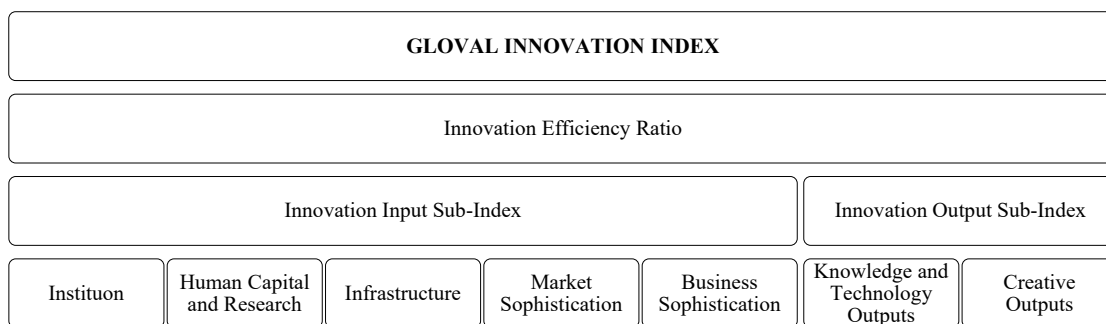 GLOVAL INNOVATION INDEX
Innovation Efficiency Ratio
Innovation Input Sub-Index
Innovation Output Sub-Index
Instituon
Human Capital
and Research
Infrastructure
Market
Sophistication
Business
Sophistication
Knowledge and
Technology
Outputs
Creative
Outputs